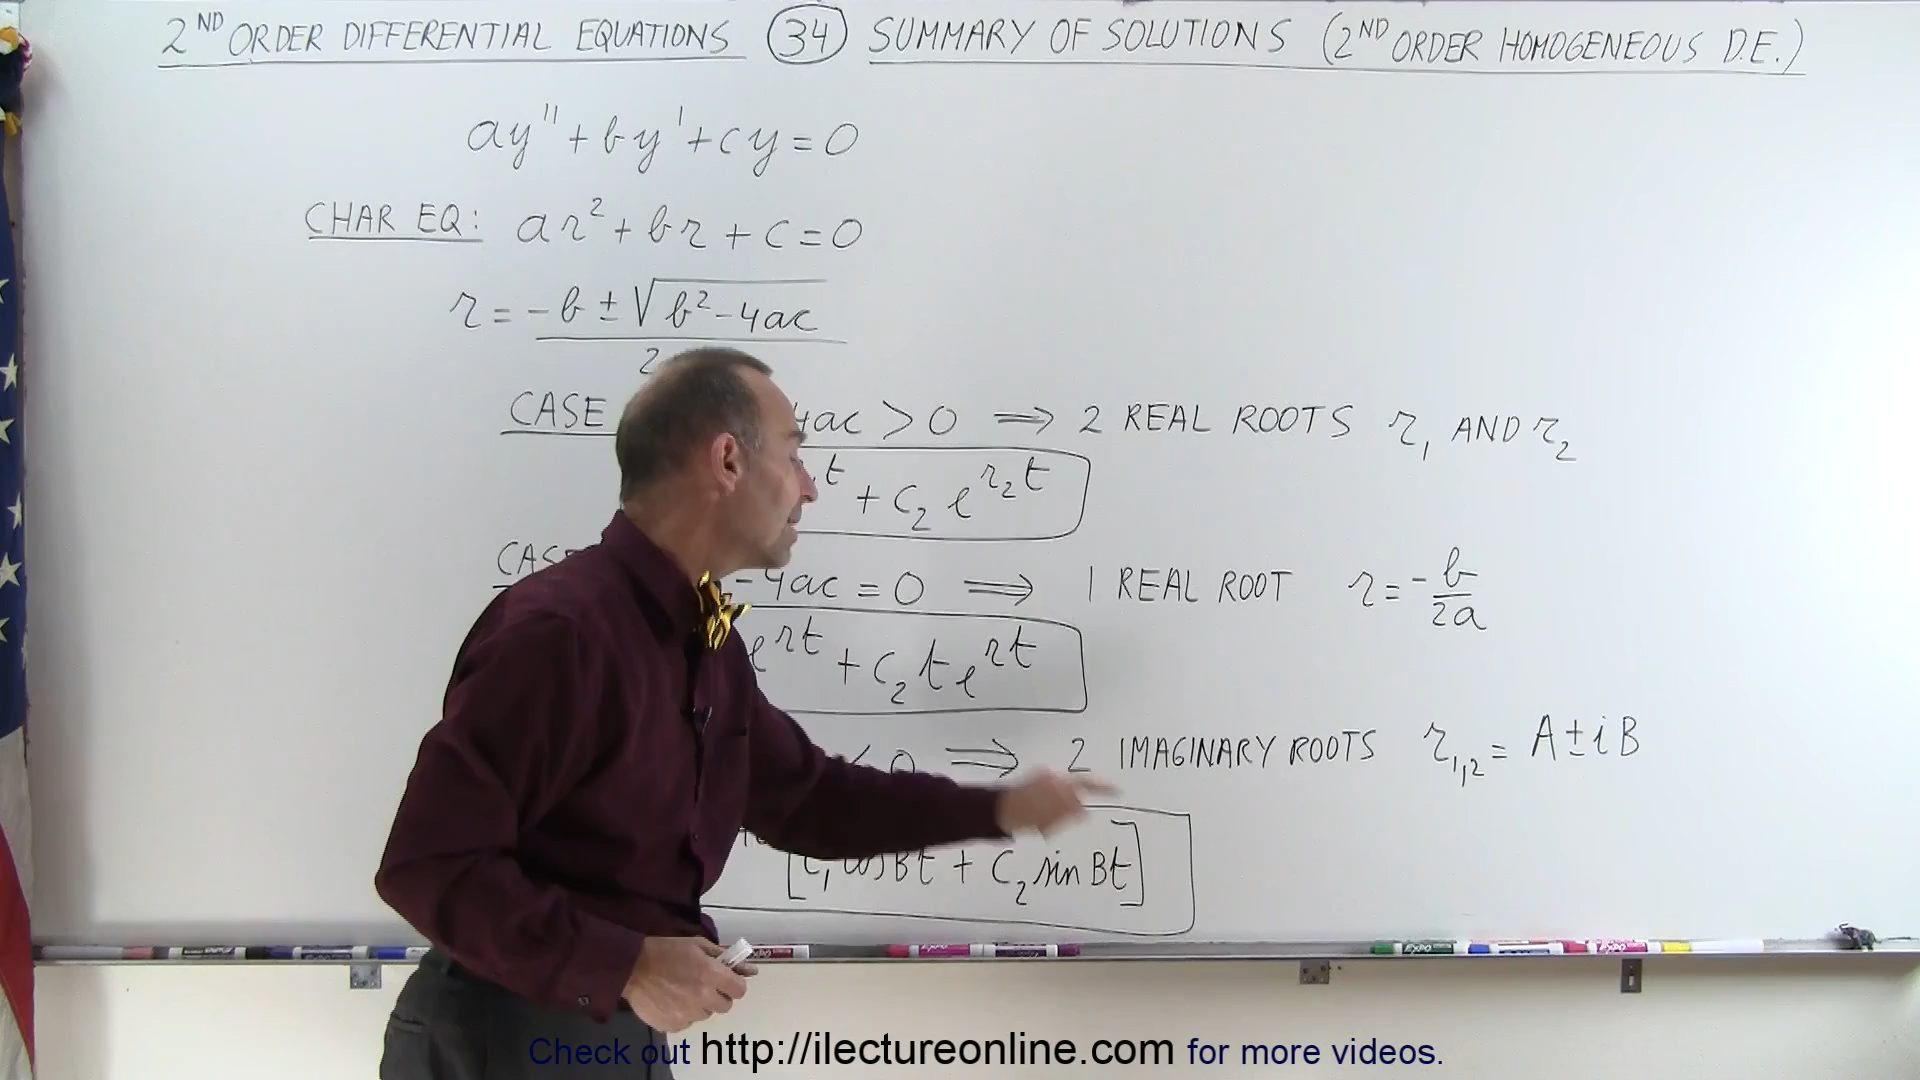 2ND ORDER DIFFERENTIAL EQUATIONS 34 SUMMARY OF SOLUTIONS (2ND ORDER HOMOGENEOUS D.E.)
ay" + by' + cy = 0
CHAR EQ: ar² + br + c = 0
r = -b ± √b² - 4ac
2
CASE 4ac > 0 ⇒ 2 REAL ROOTS r₁ AND r₂
t + c₂ e^r₂t
CASE - 4ac = 0 ⇒ 1 REAL ROOT r = - b/2a
e^rt + c₂ t e^rt
< 0 ⇒ 2 IMAGINARY ROOTS r₁,₂ = A ± i B
[c₁ cos Bt + c₂ sin Bt]
Check out http://ilectureonline.com for more videos.